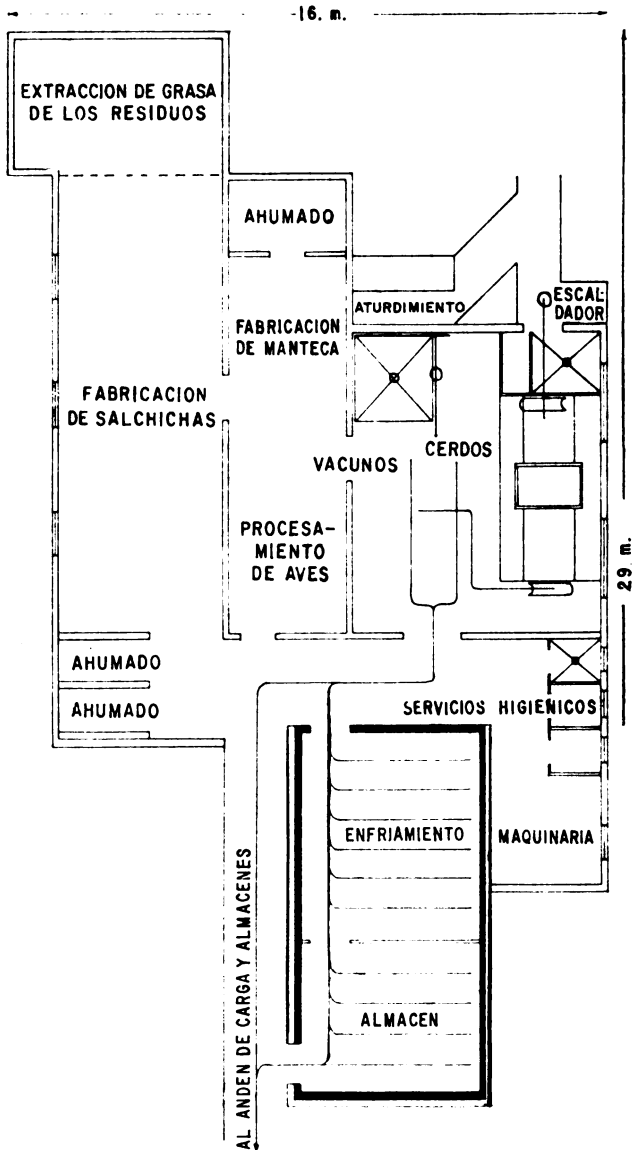 16. m.
EXTRACCION DE GRASA
DE LOS RESIDUOS
AHUMADO
ATURDIMIENTO
ESCAL-
DADOR
FABRICACION
DE MANTECA
FABRICACION
DE SALCHICHAS
VACUNOS
CERDOS
PROCESA-
MIENTO
DE AVES
29. m.
AHUMADO
AHUMADO
SERVICIOS HIGIENICOS
ENFRIAMIENTO
MAQUINARIA
ALMACEN
AL ANDEN DE CARGA Y ALMACENES